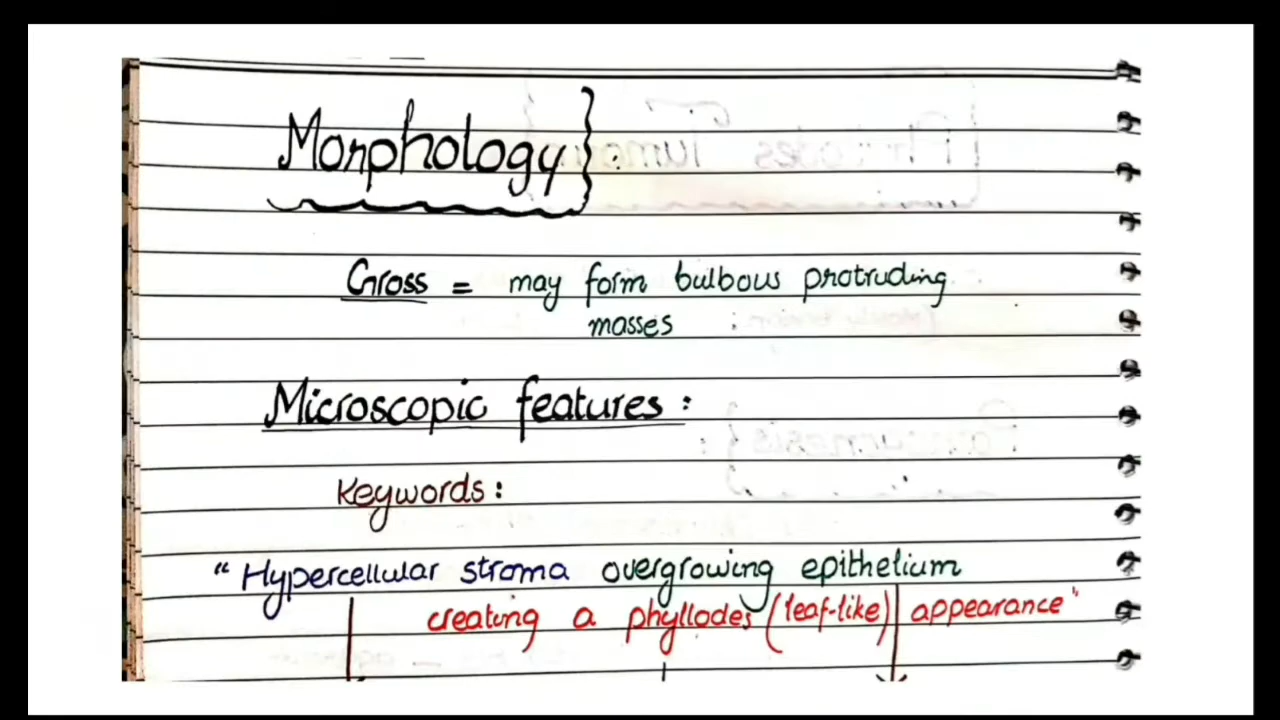 Morphology} :
Gross = may form bulbous protruding
masses
Microscopic features :
Keywords :
"Hypercellular stroma overgrowing epithelium
creating a phyllodes (leaf-like) appearance"